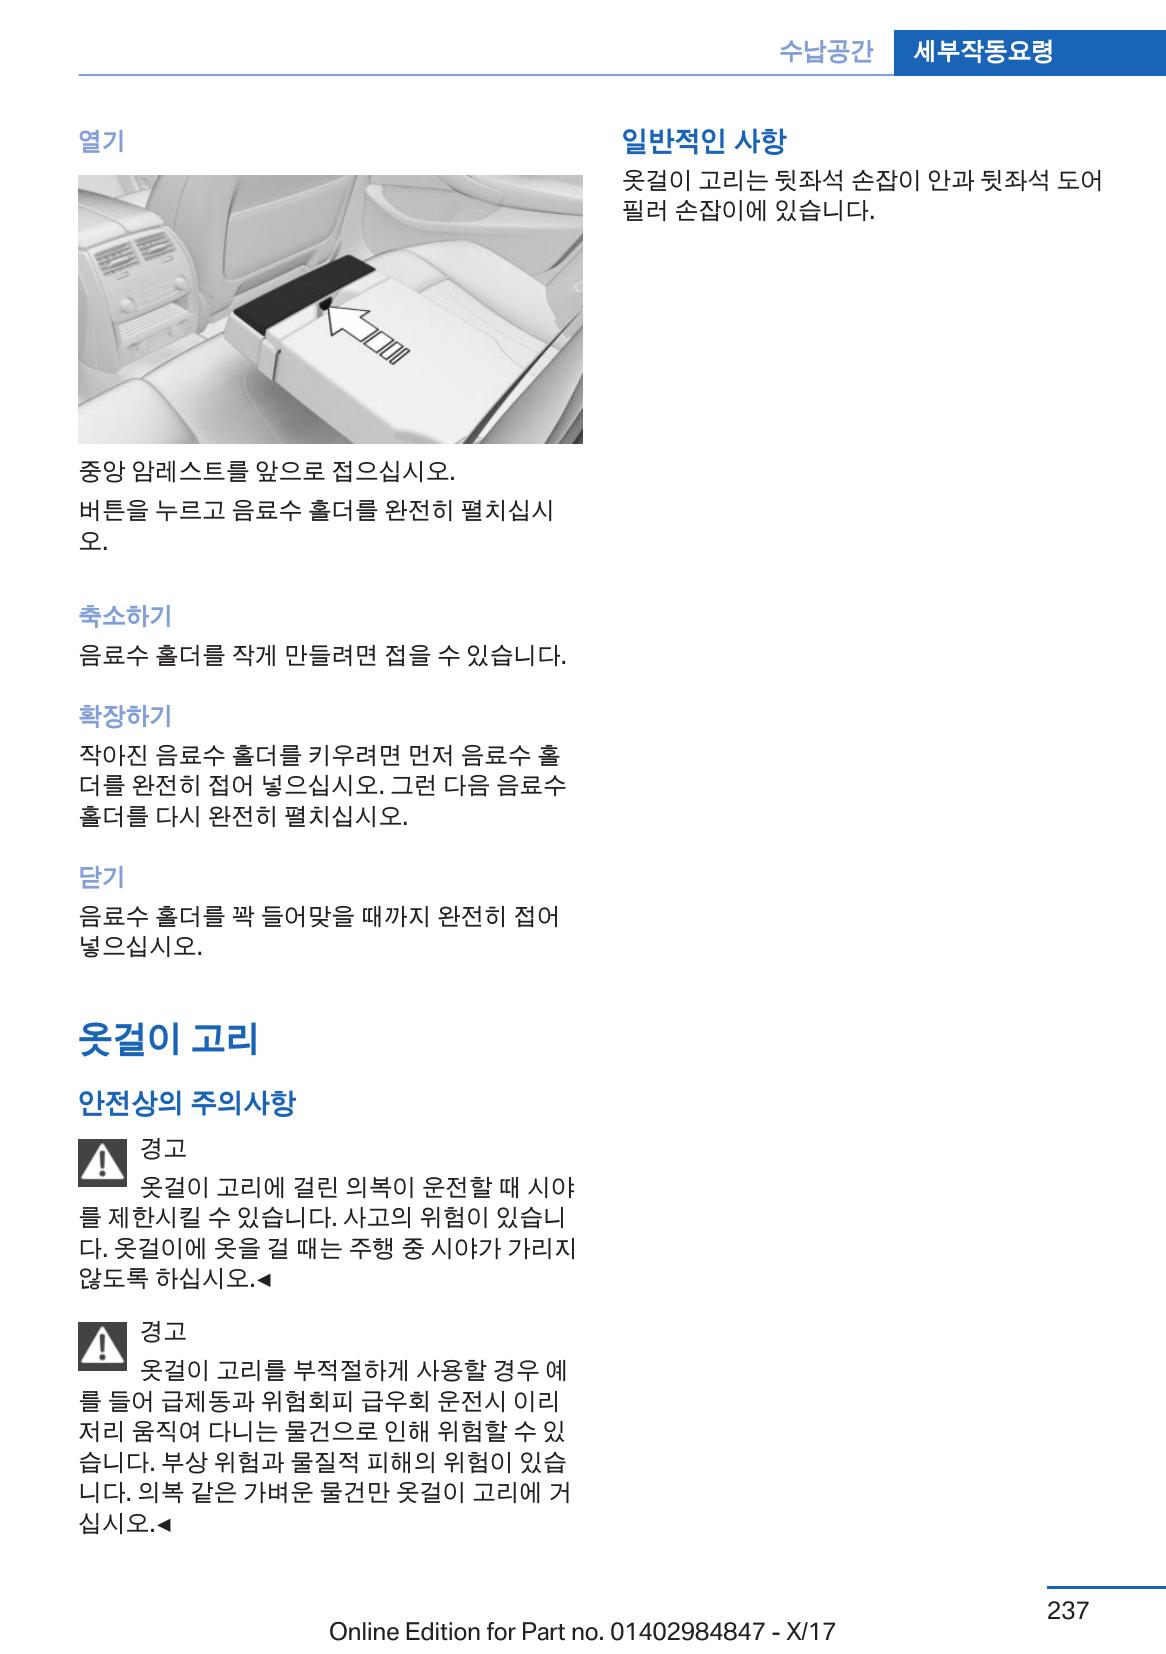 수납공간 세부작동요령
열기
중앙 암레스트를 앞으로 접으십시오.
버튼을 누르고 음료수 홀더를 완전히 펼치십시
오.
축소하기
음료수 홀더를 작게 만들려면 접을 수 있습니다.
확장하기
작아진 음료수 홀더를 키우려면 먼저 음료수 홀
더를 완전히 접어 넣으십시오. 그런 다음 음료수
홀더를 다시 완전히 펼치십시오.
닫기
음료수 홀더를 꽉 들어맞을 때까지 완전히 접어
넣으십시오.
옷걸이 고리
안전상의 주의사항
경고
옷걸이 고리에 걸린 의복이 운전할 때 시야
를 제한시킬 수 있습니다. 사고의 위험이 있습니
다. 옷걸이에 옷을 걸 때는 주행 중 시야가 가리지
않도록 하십시오.◄
경고
옷걸이 고리를 부적절하게 사용할 경우 예
를 들어 급제동과 위험회피 급우회 운전시 이리
저리 움직여 다니는 물건으로 인해 위험할 수 있
습니다. 부상 위험과 물질적 피해의 위험이 있습
니다. 의복 같은 가벼운 물건만 옷걸이 고리에 거
십시오.◄
일반적인 사항
옷걸이 고리는 뒷좌석 손잡이 안과 뒷좌석 도어
필러 손잡이에 있습니다.
237
Online Edition for Part no. 01402984847 - X/17